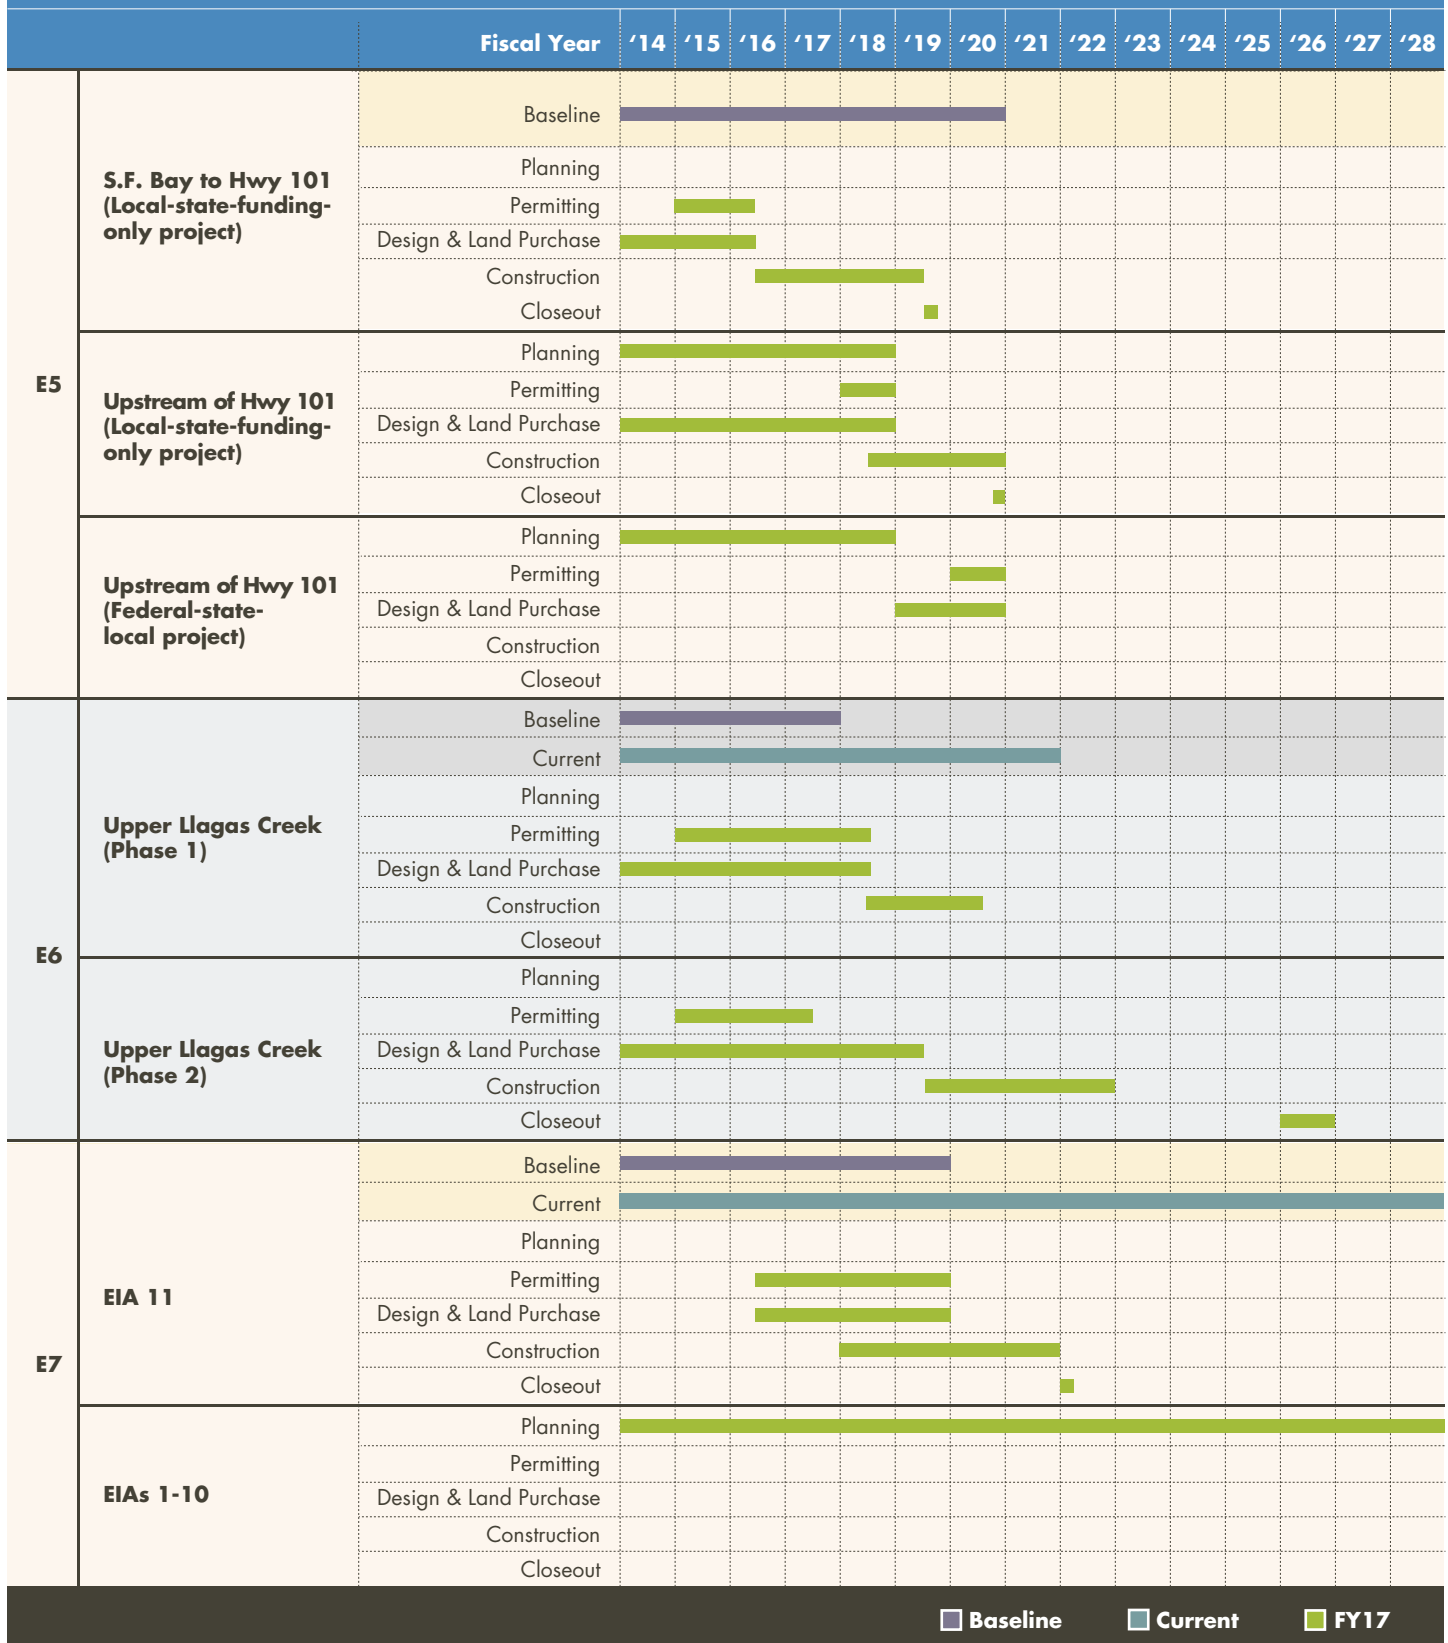 Fiscal Year ‘14 ‘15 ‘16 ‘17 ‘18 ‘19 ‘20 ‘21 ‘22 ‘23 ‘24 ‘25 ‘26 ‘27 ‘28
E5
S.F. Bay to Hwy 101
(Local-state-funding-
only project)
Baseline
Planning
Permitting
Design & Land Purchase
Construction
Closeout
Upstream of Hwy 101
(Local-state-funding-
only project)
Planning
Permitting
Design & Land Purchase
Construction
Closeout
Upstream of Hwy 101
(Federal-state-
local project)
Planning
Permitting
Design & Land Purchase
Construction
Closeout
E6
Upper Llagas Creek
(Phase 1)
Baseline
Current
Planning
Permitting
Design & Land Purchase
Construction
Closeout
Upper Llagas Creek
(Phase 2)
Planning
Permitting
Design & Land Purchase
Construction
Closeout
E7
EIA 11
Baseline
Current
Planning
Permitting
Design & Land Purchase
Construction
Closeout
EIAs 1-10
Planning
Permitting
Design & Land Purchase
Construction
Closeout
Baseline Current FY17